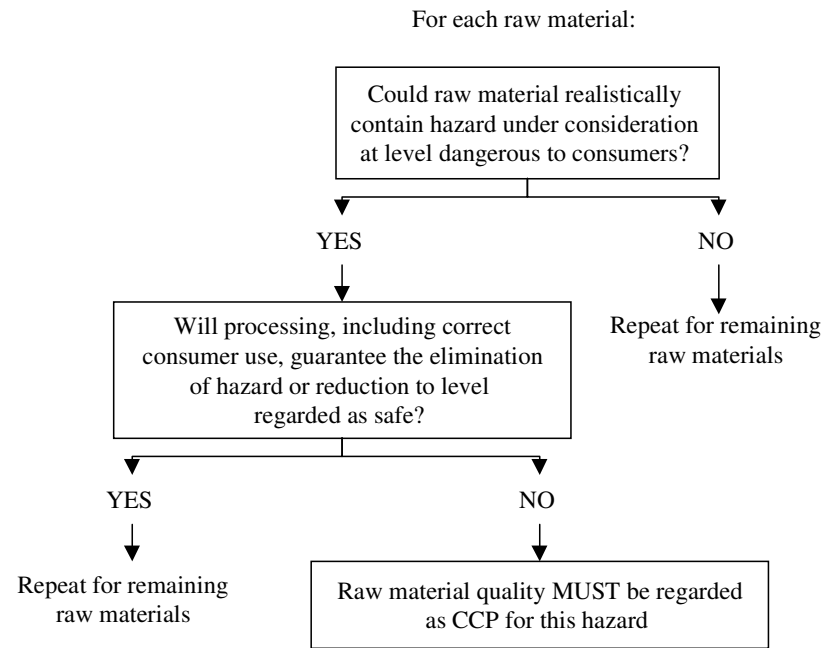 For each raw material:
Could raw material realistically
contain hazard under consideration
at level dangerous to consumers?
YES
NO
Will processing, including correct
consumer use, guarantee the elimination
of hazard or reduction to level
regarded as safe?
Repeat for remaining
raw materials
YES
NO
Repeat for remaining
raw materials
Raw material quality MUST be regarded
as CCP for this hazard